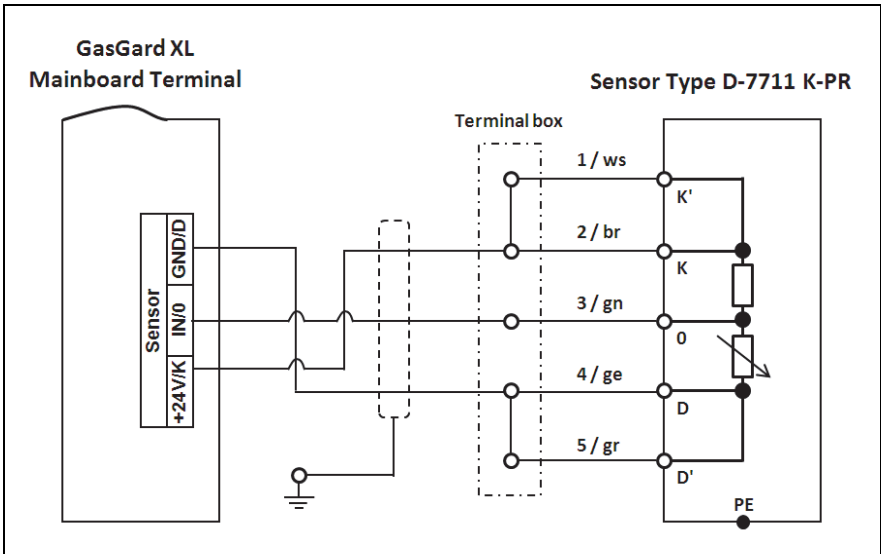 GasGard XL
Mainboard Terminal
Sensor Type D-7711 K-PR
Terminal box
1 / ws
K'
2 / br
K
3 / gn
0
4 / ge
D
5 / gr
D'
PE
Sensor
GND/D
IN/0
+24V/K